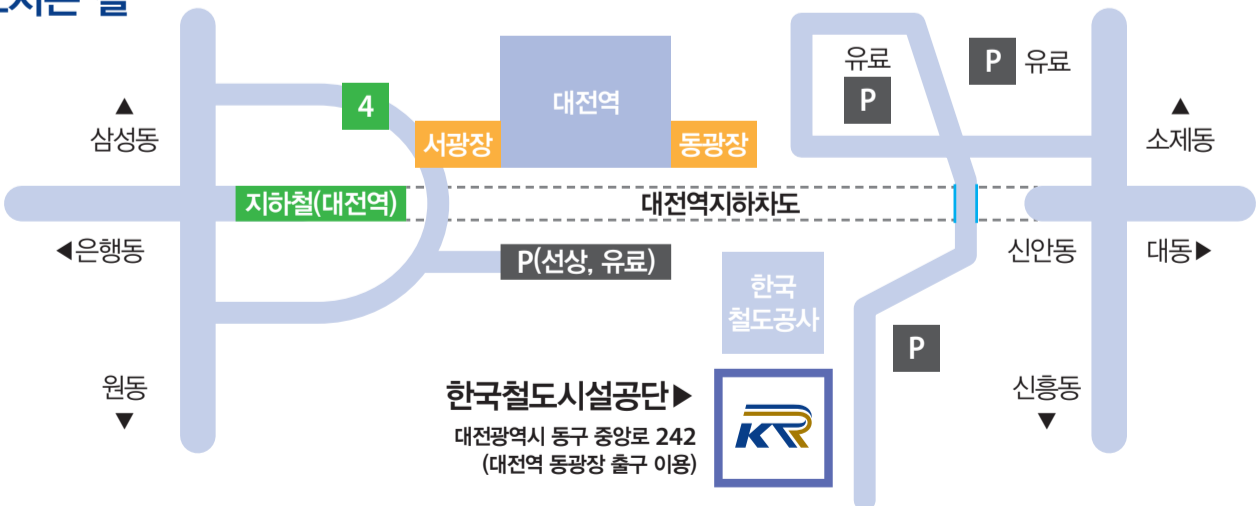 길
유료
P
P 유료
4
대전역
▲
삼성동
▲
소제동
서광장
동광장
지하철(대전역)
대전역지하차도
◀은행동
P(선상, 유료)
신안동
대동▶
한국
철도공사
P
원동
▼
한국철도시설공단▶
대전광역시 동구 중앙로 242
(대전역 동광장 출구 이용)
KR
신흥동
▼